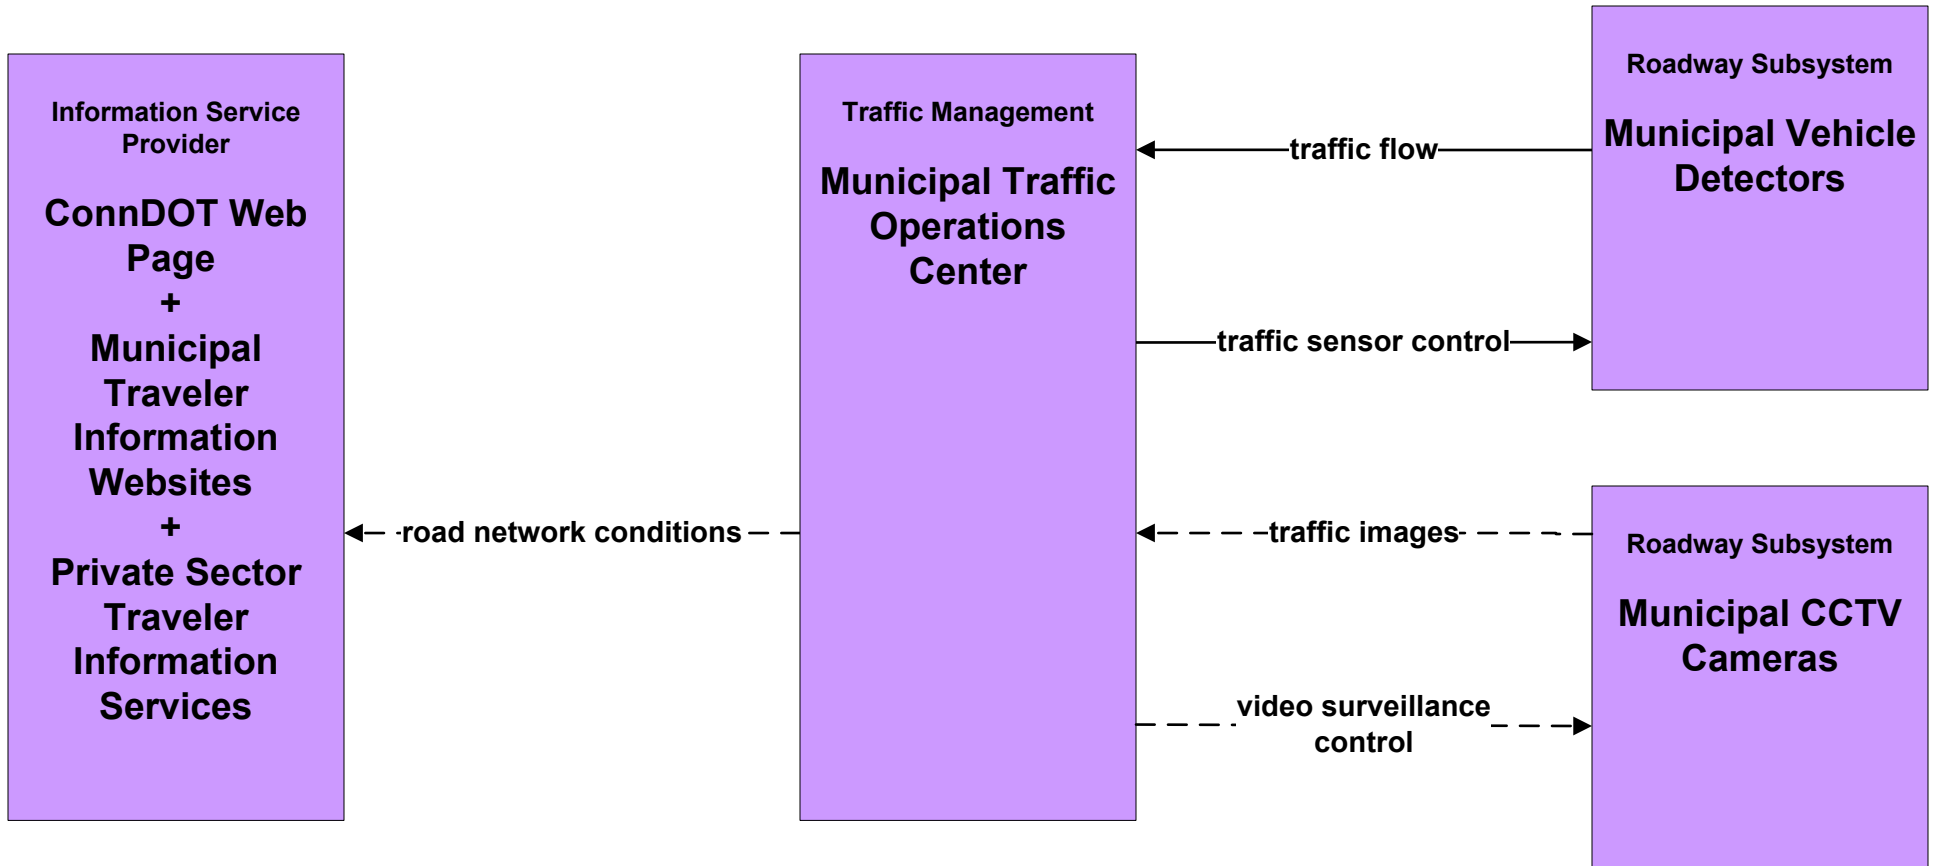 Information Service
Provider
ConnDOT Web
Page
+
Municipal
Traveler
Information
Websites
+
Private Sector
Traveler
Information
Services
road network conditions
Traffic Management
Municipal Traffic
Operations
Center
traffic flow
traffic sensor control
traffic images
video surveillance
control
Roadway Subsystem
Municipal Vehicle
Detectors
Roadway Subsystem
Municipal CCTV
Cameras